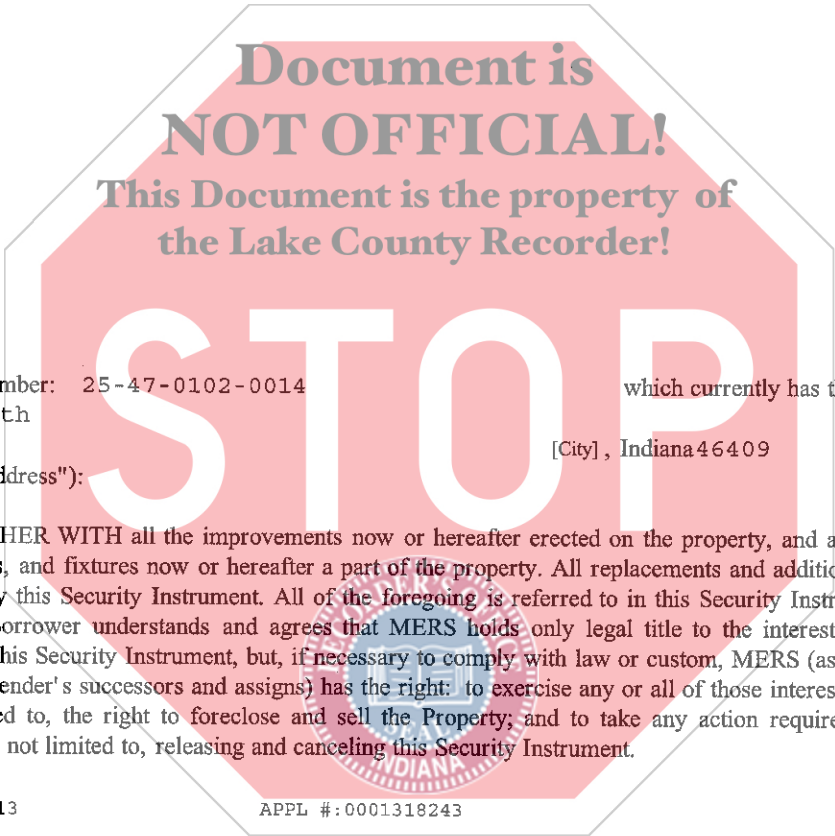 Document is
NOT OFFICIAL!
This Document is the property of
the Lake County Recorder!
STOP
mber: 25-47-0102-0014 which currently has t
th
[City] , Indiana 46409
ddress"):
HER WITH all the improvements now or hereafter erected on the property, and a
s, and fixtures now or hereafter a part of the property. All replacements and additio
y this Security Instrument. All of the foregoing is referred to in this Security Instr
orrower understands and agrees that MERS holds only legal title to the interest
his Security Instrument, but, if necessary to comply with law or custom, MERS (as
ender's successors and assigns) has the right: to exercise any or all of those interes
ed to, the right to foreclose and sell the Property; and to take any action require
not limited to, releasing and canceling this Security Instrument.
SEAL
INDIANA
13 APPL #:0001318243